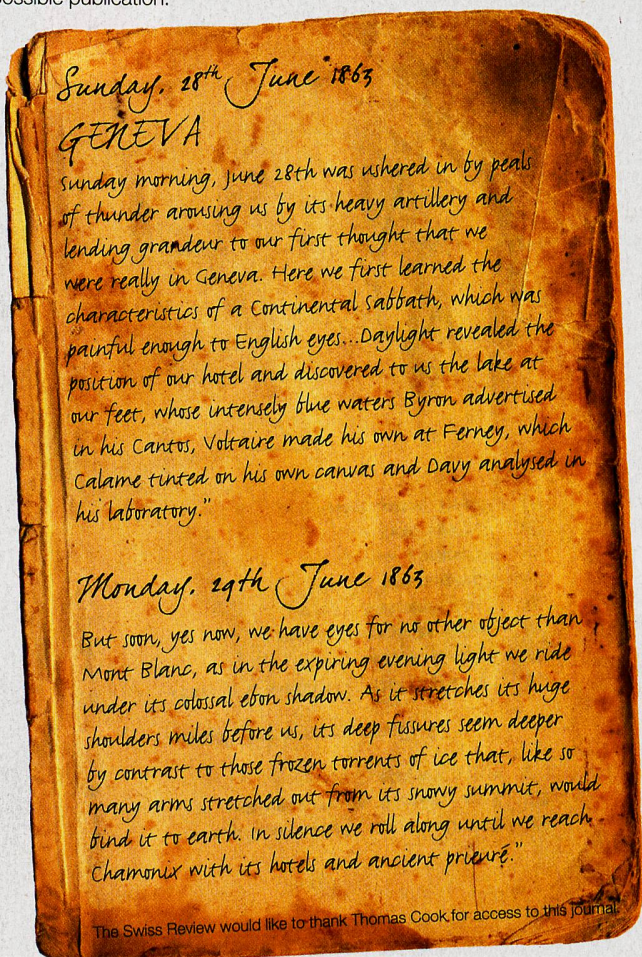 possible publication.
Sunday, 28th June 1863
GENEVA
Sunday morning, June 28th was ushered in by peals
of thunder arousing us by its heavy artillery and
lending grandeur to our first thought that we
were really in Geneva. Here we first learned the
characteristics of a Continental Sabbath, which was
painful enough to English eyes...Daylight revealed the
position of our hotel and discovered to us the lake at
our feet, whose intensely blue waters Byron advertised
in his Cantos, Voltaire made his own at Ferney, which
Calame tinted on his own canvas and Davy analysed in
his laboratory."
Monday, 29th June 1863
But soon, yes now, we have eyes for no other object than
Mont Blanc, as in the expiring evening light we ride
under its colossal ebon shadow. As it stretches its huge
shoulders miles before us, its deep fissures seem deeper
by contrast to those frozen torrents of ice that, like so
many arms stretched out from its snowy summit, would
bind it to earth. In silence we roll along until we reach
Chamonix with its hotels and ancient prieuré."
The Swiss Review would like to thank Thomas Cook for access to this journal.